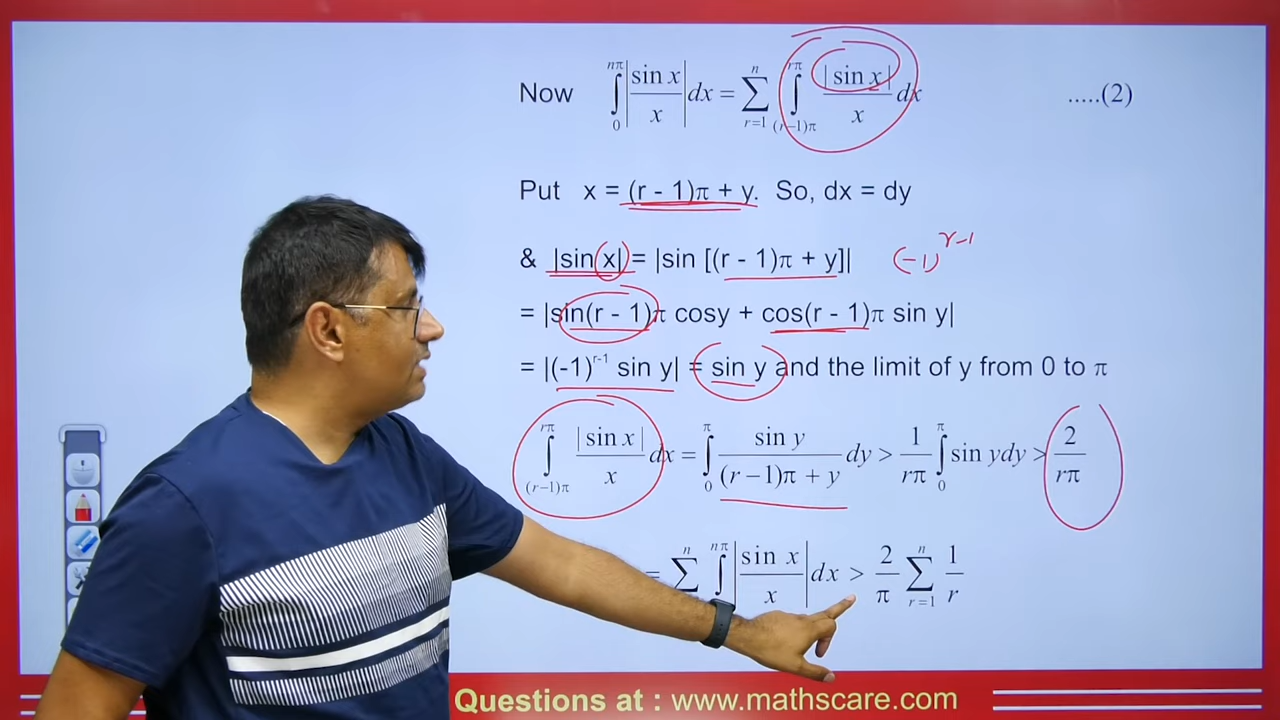 Now ∫₀^{nπ} |sin x / x| dx = Σ_{r=1}^{n} ∫_{(r−1)π}^{rπ} |sin x| / x dx .....(2)
Put x = (r - 1)π + y. So, dx = dy
& |sin x| = |sin [(r - 1)π + y]| (-1)^{r-1}
= |sin(r - 1)π cosy + cos(r - 1)π sin y|
= |(-1)^{r-1} sin y| = sin y and the limit of y from 0 to π
∫_{(r−1)π}^{rπ} |sin x| / x dx = ∫₀^{π} sin y / ((r−1)π + y) dy > 1/rπ ∫₀^{π} sin ydy > 2/rπ
= Σ^{n} ∫^{nπ} |sin x / x| dx > 2/π Σ_{r=1}^{n} 1/r
Questions at : www.mathscare.com